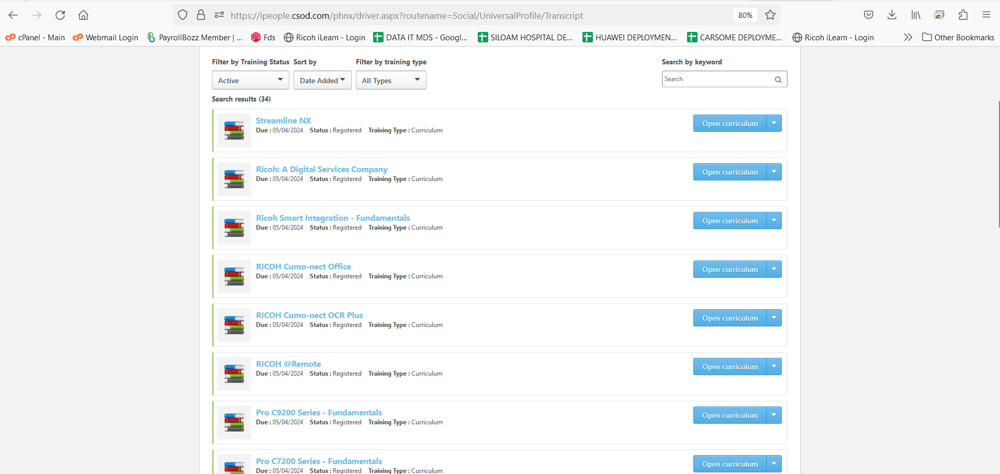 https://ipeople.csod.com/phnx/driver.aspx?routename=Social/UniversalProfile/Transcript 80%
cPanel - Main Webmail Login PayrollBozz Member | ... Fds Ricoh iLearn - Login DATA IT MDS - Googl... SILOAM HOSPITAL DE... HUAWEI DEPLOYMEN... CARSOME DEPLOYME... Ricoh iLearn - Login Other Bookmarks
Filter by Training Status Sort by Filter by training type Search by keyword
Active Date Added All Types Search
Search results (34)
Streamline NX Open curriculum
Due : 05/04/2024 Status : Registered Training Type : Curriculum
Ricoh: A Digital Services Company Open curriculum
Due : 05/04/2024 Status : Registered Training Type : Curriculum
Ricoh Smart Integration - Fundamentals Open curriculum
Due : 05/04/2024 Status : Registered Training Type : Curriculum
RICOH Cumo-nect Office Open curriculum
Due : 05/04/2024 Status : Registered Training Type : Curriculum
RICOH Cumo-nect OCR Plus Open curriculum
Due : 05/04/2024 Status : Registered Training Type : Curriculum
RICOH @Remote Open curriculum
Due : 05/04/2024 Status : Registered Training Type : Curriculum
Pro C9200 Series - Fundamentals Open curriculum
Due : 05/04/2024 Status : Registered Training Type : Curriculum
Pro C7200 Series - Fundamentals Open curriculum
Due : 05/04/2024 Status : Registered Training Type : Curriculum